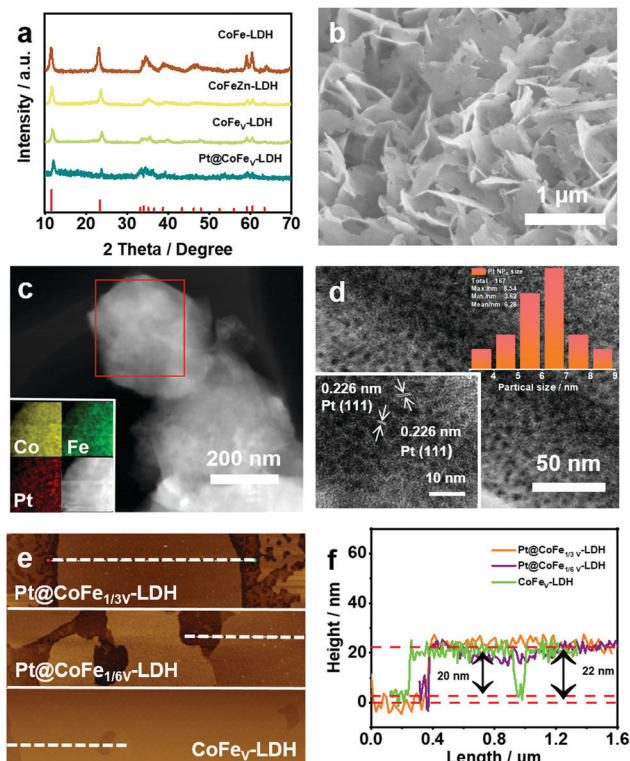 a
Intensity / a.u.
CoFe-LDH
CoFeZn-LDH
CoFeV-LDH
Pt@CoFeV-LDH
10 20 30 40 50 60 70
2 Theta / Degree
b
1 μm
c
Co Fe
Pt
200 nm
d
Pt NPs size
Total 167
Max/nm 8.54
Min/nm 3.62
Mean/nm 6.28
4 5 6 7 8 9
Partical size / nm
0.226 nm
Pt (111)
0.226 nm
Pt (111)
10 nm
50 nm
e
Pt@CoFe1/3V-LDH
Pt@CoFe1/6V-LDH
CoFeV-LDH
f
Height / nm
60
40
20
0
Pt@CoFe1/3 V-LDH
Pt@CoFe1/6 V-LDH
CoFeV-LDH
20 nm
22 nm
0.0 0.4 0.8 1.2 1.6
Length / μm